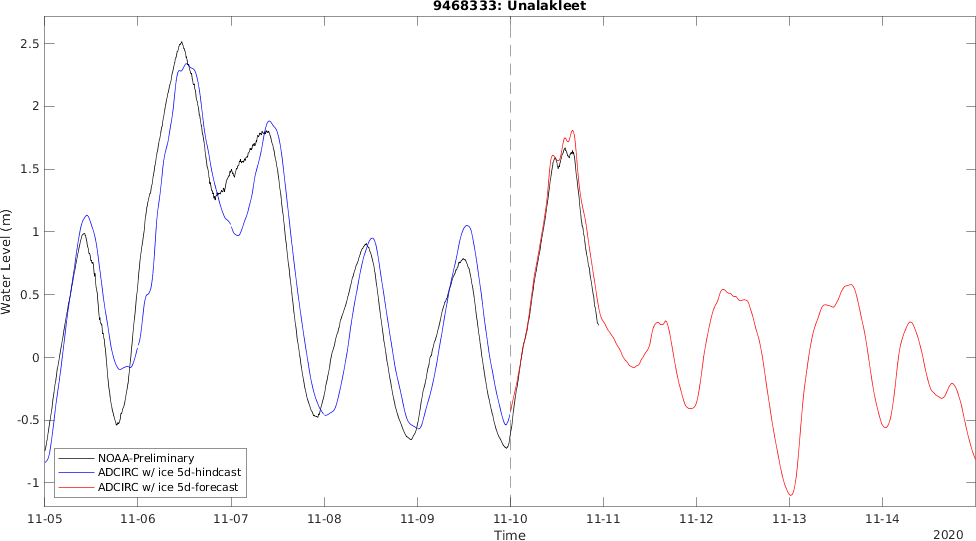 9468333: Unalakleet
2.5
2
1.5
1
0.5
0
-0.5
-1
Water Level (m)
NOAA-Preliminary
ADCIRC w/ ice 5d-hindcast
ADCIRC w/ ice 5d-forecast
11-05 11-06 11-07 11-08 11-09 11-10 11-11 11-12 11-13 11-14
Time
2020